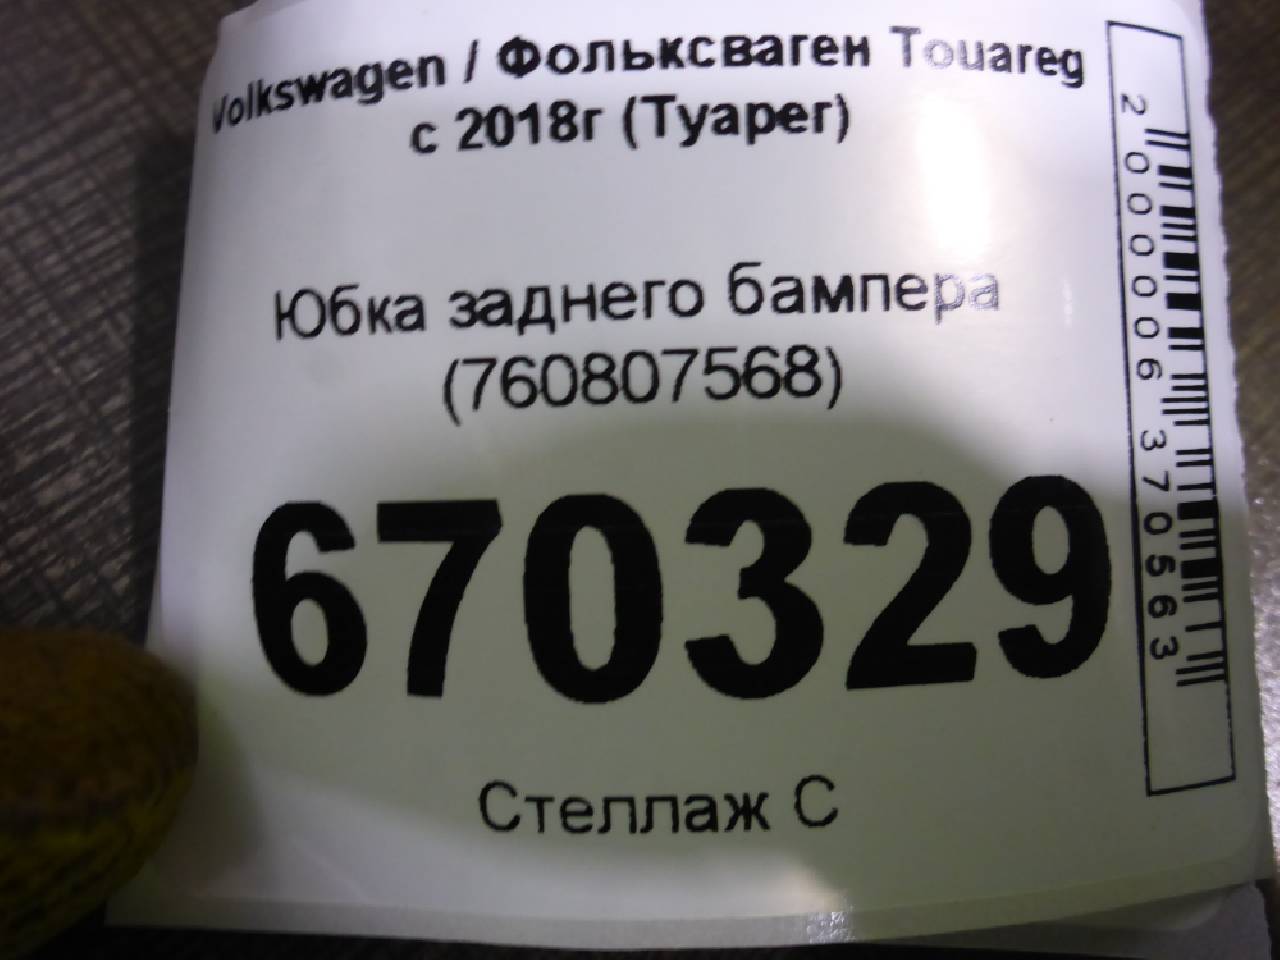 Volkswagen / Фольксваген Touareg
с 2018г (Туарег)
Юбка заднего бампера
(760807568)
670329
Стеллаж С
2000006370563